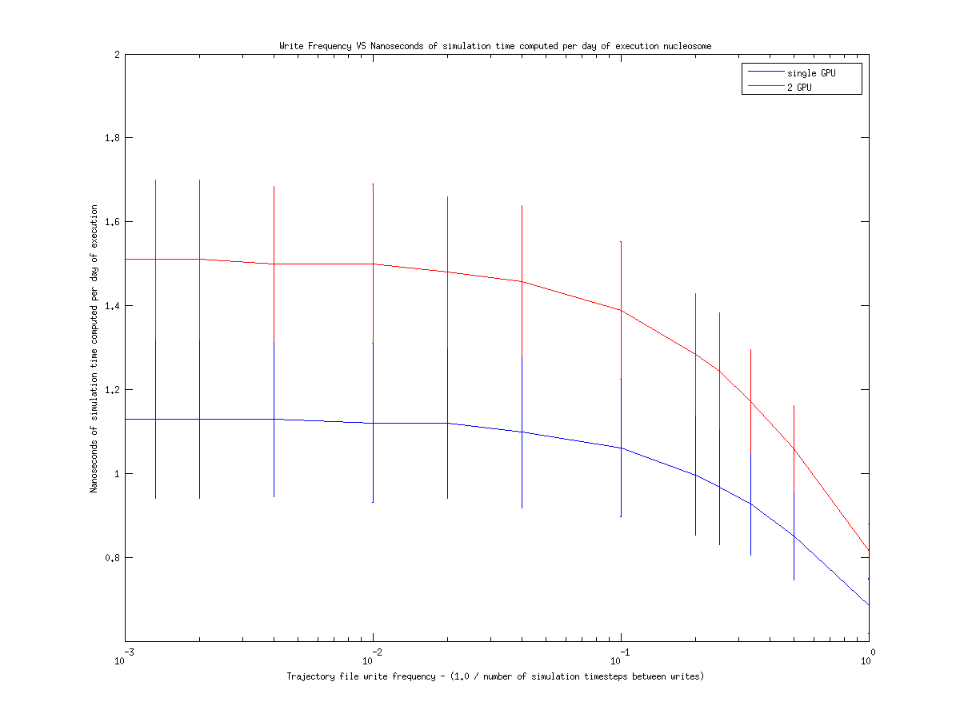 Write Frequency VS Nanoseconds of simulation time computed per day of execution nucleosome
single GPU
2 GPU
Nanoseconds of simulation time computed per day of execution
2
1.8
1.6
1.4
1.2
1
0.8
10^-3
10^-2
10^-1
10^0
Trajectory file write frequency - (1.0 / number of simulation timesteps between writes)